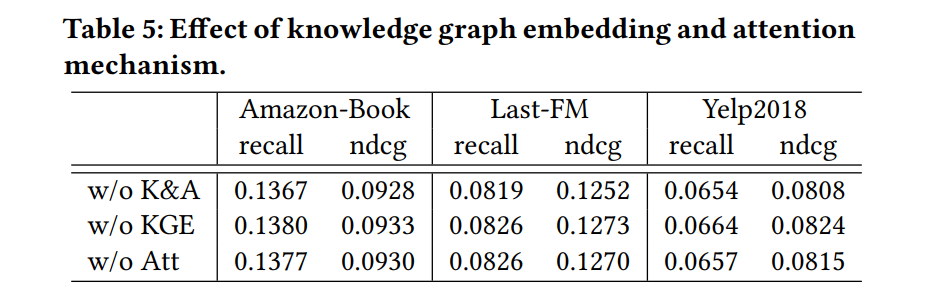 Table 5: Effect of knowledge graph embedding and attention
mechanism.
Amazon-Book Last-FM Yelp2018
recall ndcg recall ndcg recall ndcg
w/o K&A 0.1367 0.0928 0.0819 0.1252 0.0654 0.0808
w/o KGE 0.1380 0.0933 0.0826 0.1273 0.0664 0.0824
w/o Att 0.1377 0.0930 0.0826 0.1270 0.0657 0.0815